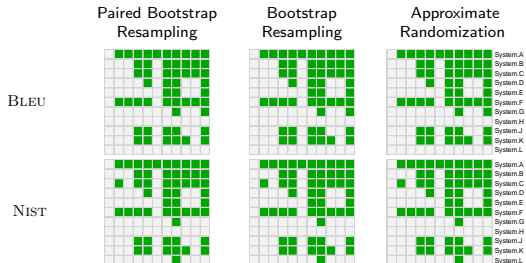 Paired Bootstrap Resampling
Bootstrap Resampling
Approximate Randomization
BLEU
System.A
System.B
System.C
System.D
System.E
System.F
System.G
System.H
System.J
System.K
System.L
NIST
System.A
System.B
System.C
System.D
System.E
System.F
System.G
System.H
System.J
System.K
System.L